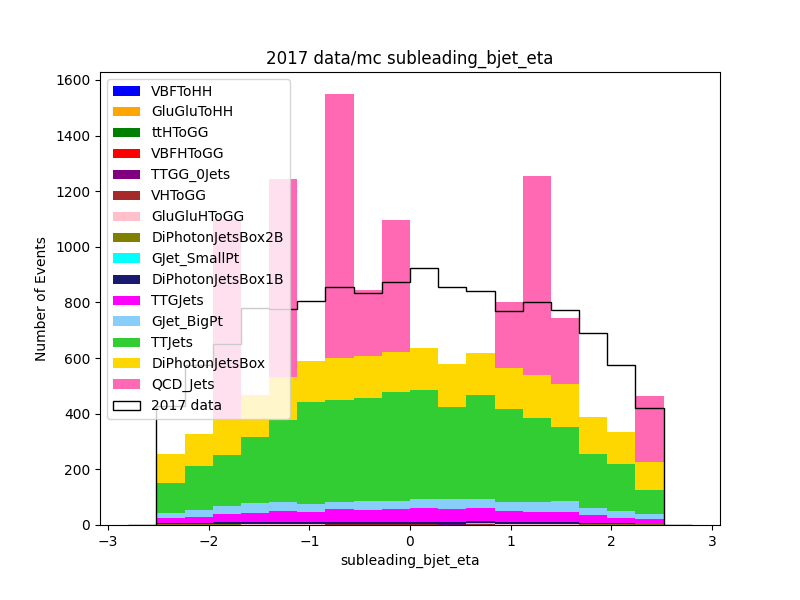 2017 data/mc subleading_bjet_eta
1600
1400
1200
1000
800
600
400
200
0
Number of Events
VBFToHH
GluGluToHH
ttHToGG
VBFHToGG
TTGG_0Jets
VHToGG
GluGluHToGG
DiPhotonJetsBox2B
GJet_SmallPt
DiPhotonJetsBox1B
TTGJets
GJet_BigPt
TTJets
DiPhotonJetsBox
QCD_Jets
2017 data
−3 −2 −1 0 1 2 3
subleading_bjet_eta